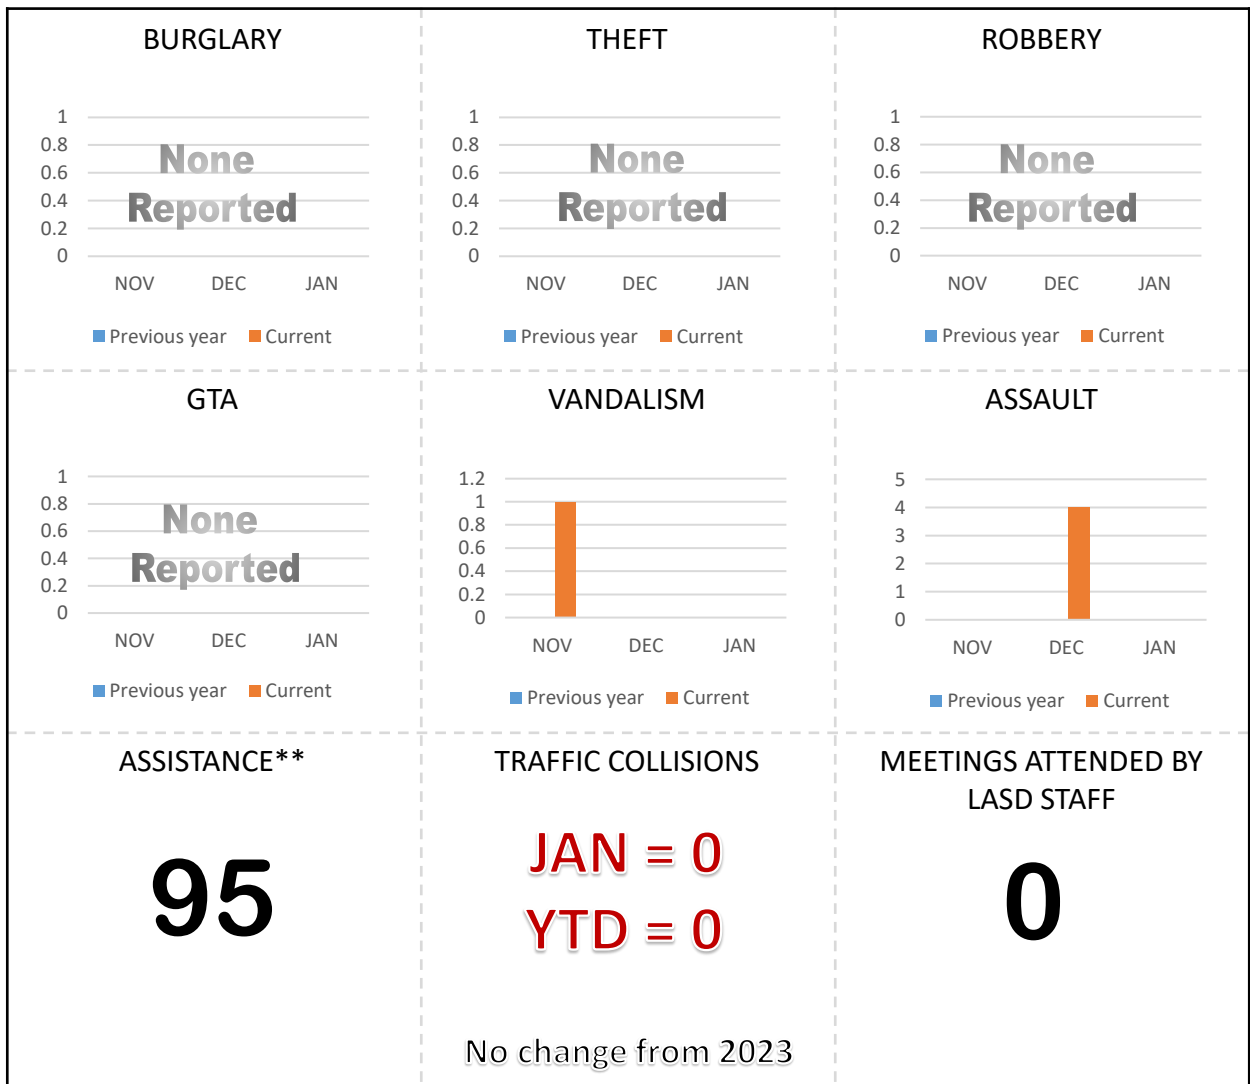 BURGLARY
1
0.8
0.6
0.4
0.2
0
None
Reported
NOV DEC JAN
Previous year Current
THEFT
1
0.8
0.6
0.4
0.2
0
None
Reported
NOV DEC JAN
Previous year Current
ROBBERY
1
0.8
0.6
0.4
0.2
0
None
Reported
NOV DEC JAN
Previous year Current
GTA
1
0.8
0.6
0.4
0.2
0
None
Reported
NOV DEC JAN
Previous year Current
VANDALISM
1.2
1
0.8
0.6
0.4
0.2
0
NOV DEC JAN
Previous year Current
ASSAULT
5
4
3
2
1
0
NOV DEC JAN
Previous year Current
ASSISTANCE**
95
TRAFFIC COLLISIONS
JAN = 0
YTD = 0
No change from 2023
MEETINGS ATTENDED BY
LASD STAFF
0